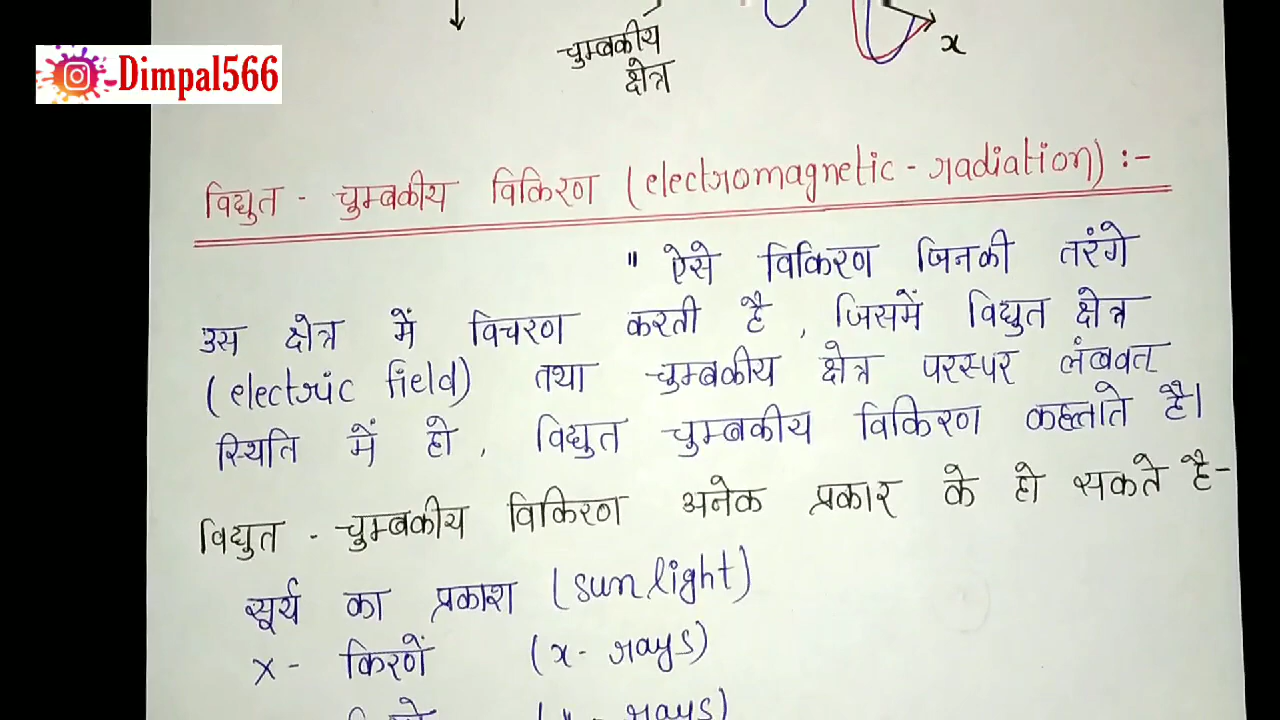 चुम्बकीय
क्षेत्र
x
Dimpal566
विद्युत - चुम्बकीय विकिरण (electromagnetic - radiation) :-
" ऐसे विकिरण जिनकी तरंगे
उस क्षेत्र में विचरण करती है , जिसमें विद्युत क्षेत्र
(electric field) तथा चुम्बकीय क्षेत्र परस्पर लंबवत
स्थिति में हो , विद्युत चुम्बकीय विकिरण कहलाते है।
विद्युत - चुम्बकीय विकिरण अनेक प्रकार के हो सकते है-
सूर्य का प्रकाश (sun light)
x - किरणें (x- rays)
rays)